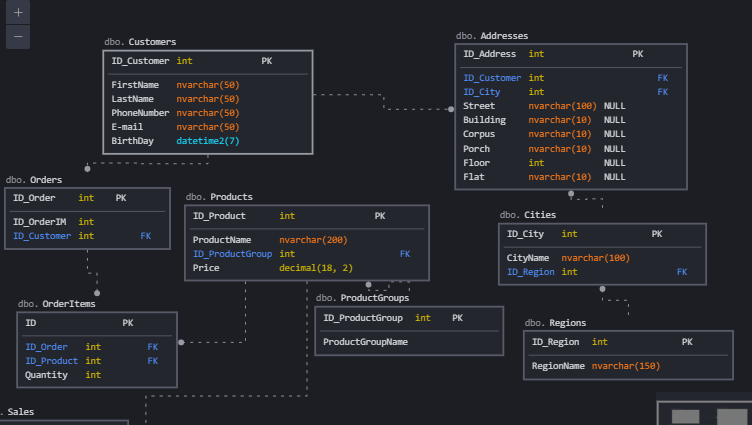 +
−
dbo. Customers
ID_Customer int PK
FirstName nvarchar(50)
LastName nvarchar(50)
PhoneNumber nvarchar(50)
E-mail nvarchar(50)
BirthDay datetime2(7)
dbo. Addresses
ID_Address int PK
ID_Customer int FK
ID_City int FK
Street nvarchar(100) NULL
Building nvarchar(10) NULL
Corpus nvarchar(10) NULL
Porch nvarchar(10) NULL
Floor int NULL
Flat nvarchar(10) NULL
dbo. Orders
ID_Order int PK
ID_OrderIM int
ID_Customer int FK
dbo. Products
ID_Product int PK
ProductName nvarchar(200)
ID_ProductGroup int FK
Price decimal(18, 2)
dbo. Cities
ID_City int PK
CityName nvarchar(100)
ID_Region int FK
dbo. OrderItems
ID PK
ID_Order int FK
ID_Product int FK
Quantity int
dbo. ProductGroups
ID_ProductGroup int PK
ProductGroupName
dbo. Regions
ID_Region int PK
RegionName nvarchar(150)
. Sales